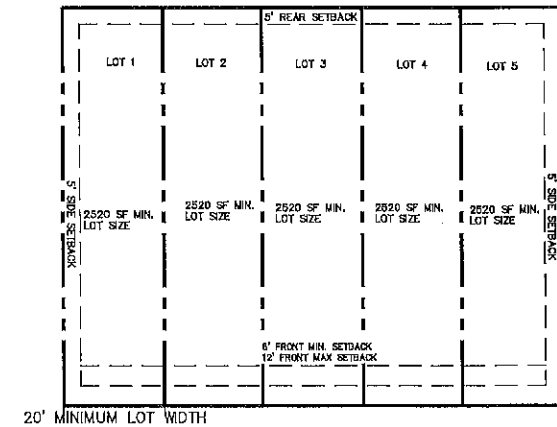 5' REAR SETBACK
LOT 1
LOT 2
LOT 3
LOT 4
LOT 5
5' SIDE SETBACK
2520 SF MIN.
LOT SIZE
2520 SF MIN.
LOT SIZE
2520 SF MIN.
LOT SIZE
2520 SF MIN.
LOT SIZE
2520 SF MIN.
LOT SIZE
5' SIDE SETBACK
6' FRONT MIN. SETBACK
12' FRONT MAX SETBACK
20' MINIMUM LOT WIDTH